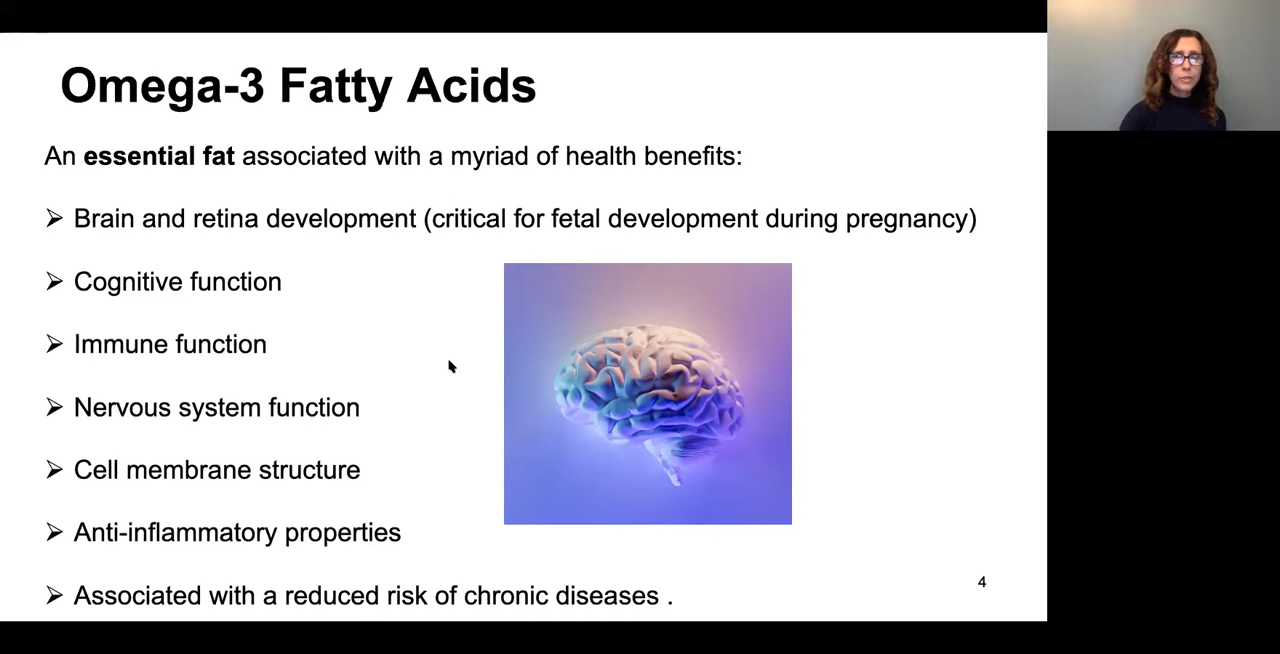 Omega-3 Fatty Acids
An essential fat associated with a myriad of health benefits:
➢ Brain and retina development (critical for fetal development during pregnancy)
➢ Cognitive function
➢ Immune function
➢ Nervous system function
➢ Cell membrane structure
➢ Anti-inflammatory properties
➢ Associated with a reduced risk of chronic diseases .
4